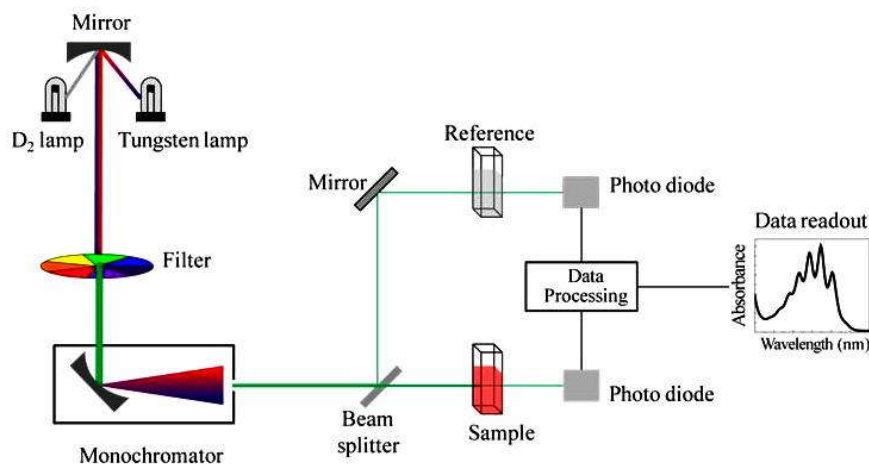 Mirror
D₂ lamp
Tungsten lamp
Filter
Monochromator
Mirror
Beam
splitter
Reference
Sample
Photo diode
Photo diode
Data
Processing
Data readout
Absorbance
Wavelength (nm)